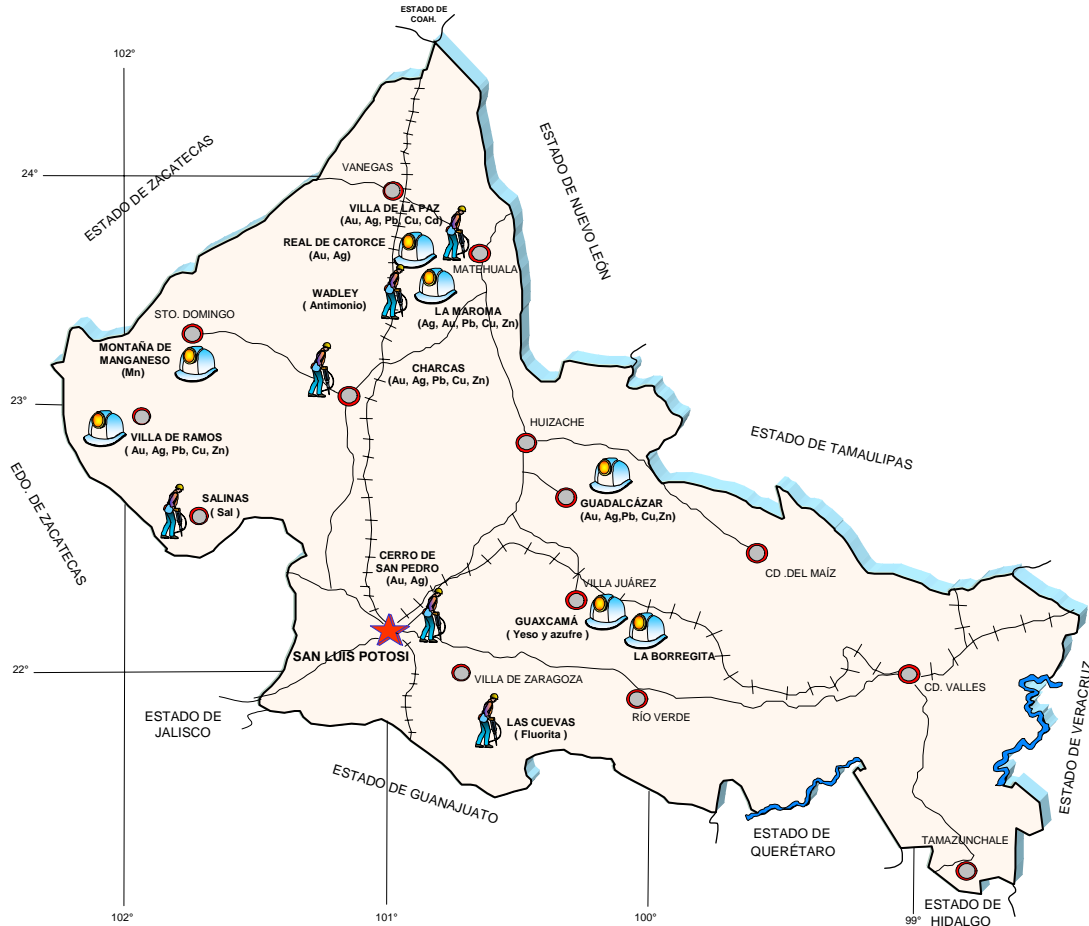 ESTADO DE
COAH.
102°
ESTADO DE ZACATECAS
ESTADO DE NUEVO LEÓN
24°
VANEGAS
VILLA DE LA PAZ
(Au, Ag, Pb, Cu, Cd)
REAL DE CATORCE
(Au, Ag)
MATEHUALA
WADLEY
( Antimonio)
LA MAROMA
(Ag, Au, Pb, Cu, Zn)
STO. DOMINGO
MONTAÑA DE
MANGANESO
(Mn)
CHARCAS
(Au, Ag, Pb, Cu, Zn)
23°
HUIZACHE
ESTADO DE TAMAULIPAS
VILLA DE RAMOS
( Au, Ag, Pb, Cu, Zn)
EDO. DE ZACATECAS
SALINAS
( Sal )
GUADALCÁZAR
(Au, Ag,Pb, Cu,Zn)
CERRO DE
SAN PEDRO
(Au, Ag)
CD .DEL MAÍZ
VILLA JUÁREZ
GUAXCAMÁ
( Yeso y azufre )
LA BORREGITA
SAN LUIS POTOSI
22°
VILLA DE ZARAGOZA
CD. VALLES
RÍO VERDE
ESTADO DE
JALISCO
LAS CUEVAS
( Fluorita )
ESTADO DE VERACRUZ
ESTADO DE GUANAJUATO
ESTADO DE
QUERÉTARO
TAMAZUNCHALE
ESTADO DE
HIDALGO
102°
101°
100°
99°